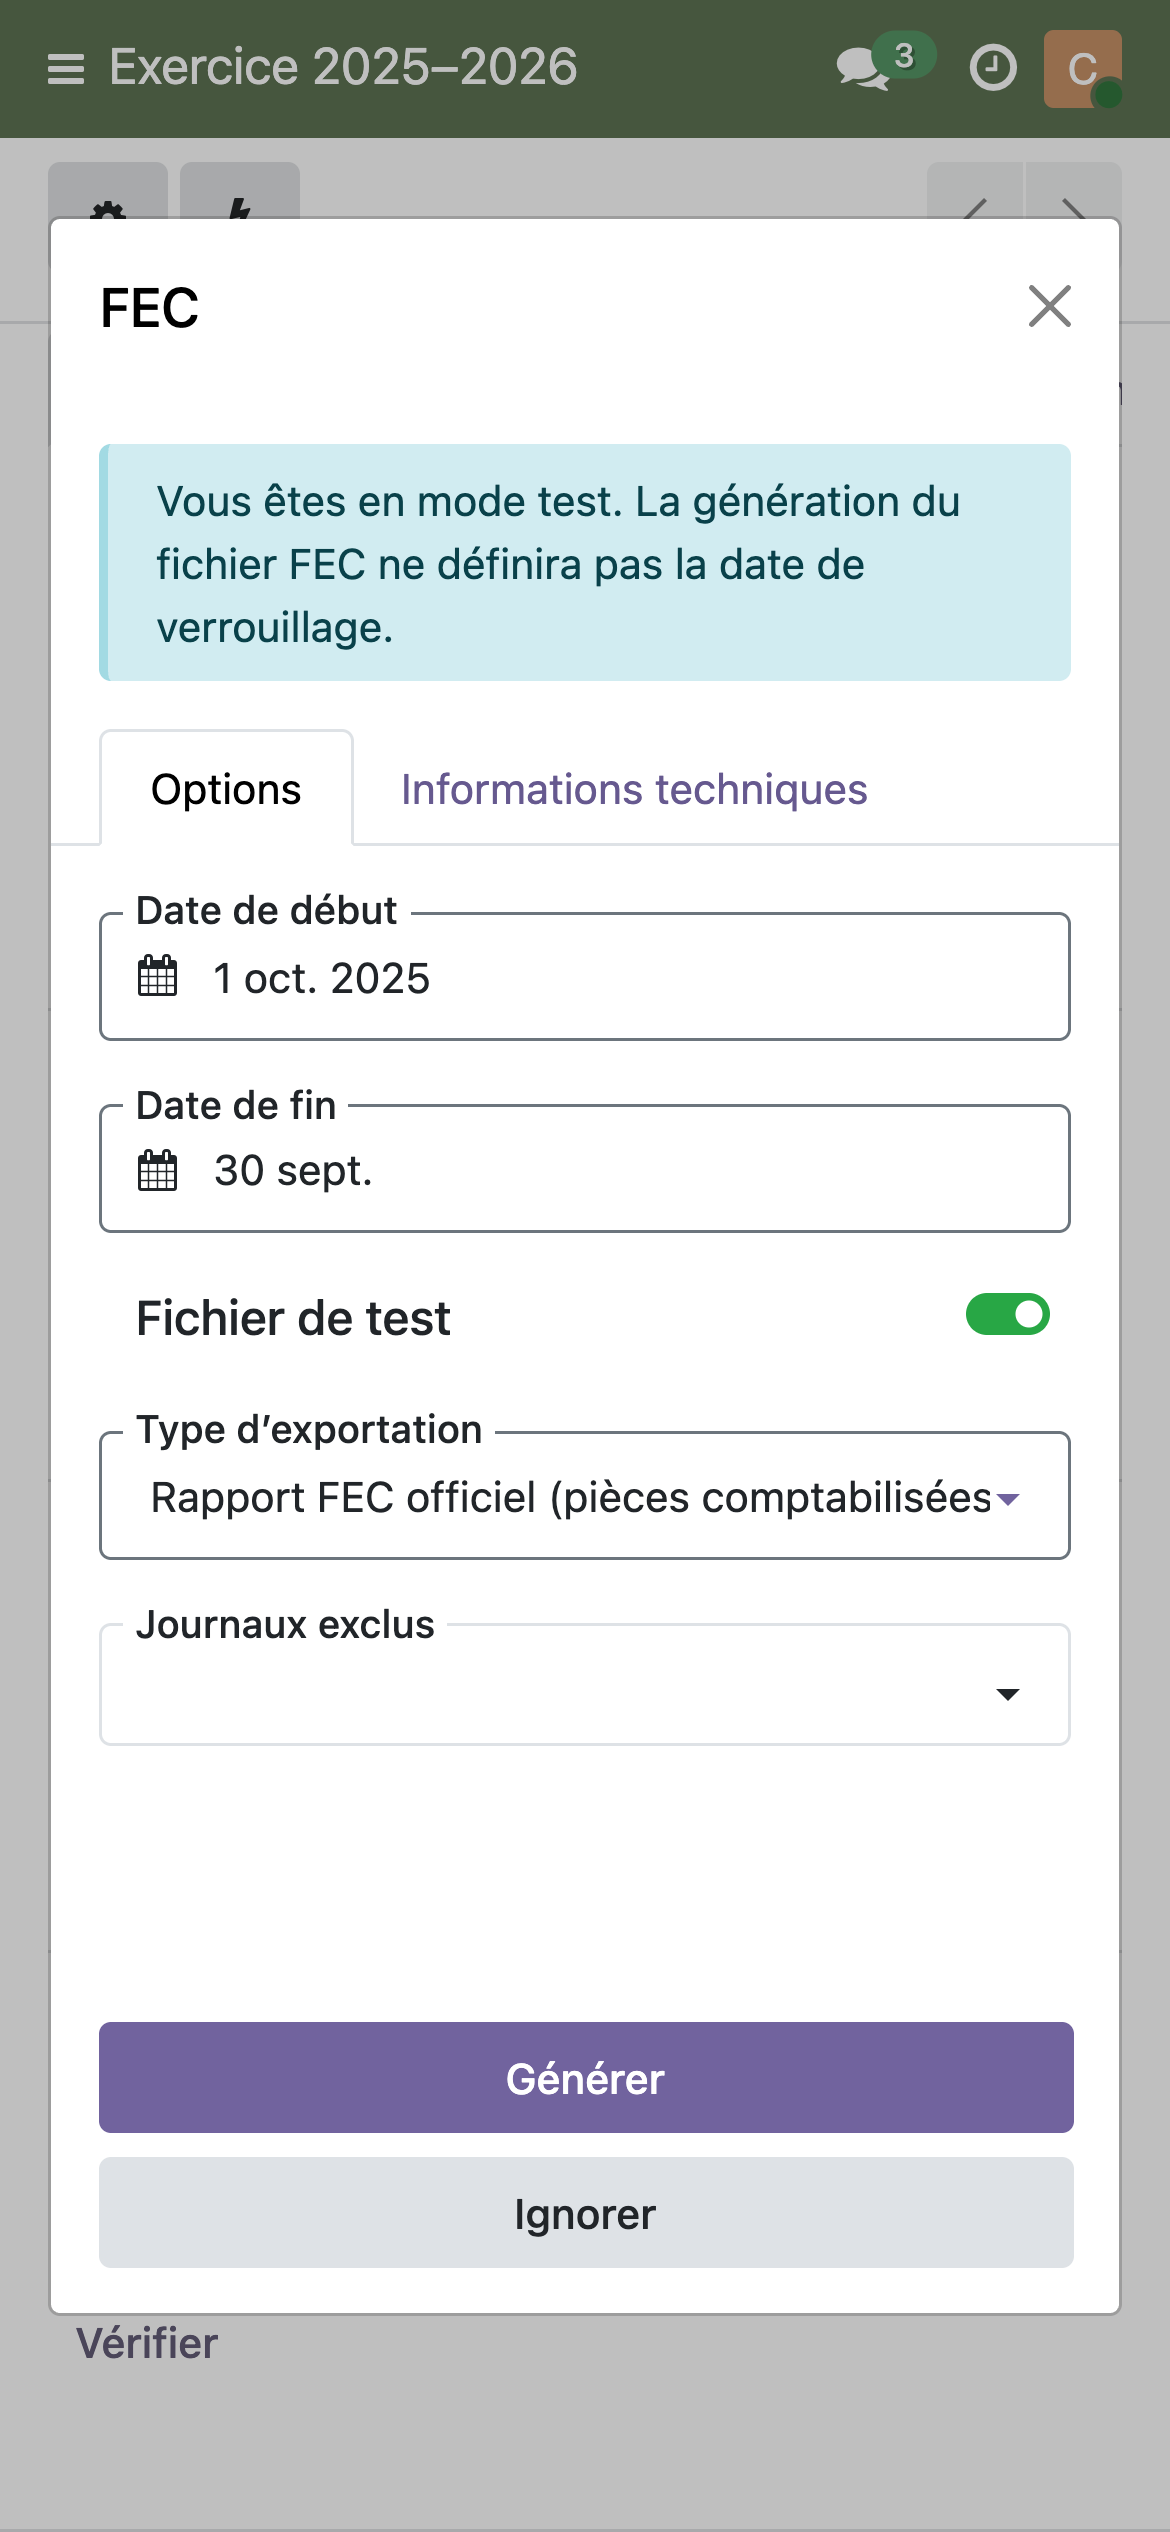 Exercice 2025–2026
3
C
FEC
Vous êtes en mode test. La génération du
fichier FEC ne définira pas la date de
verrouillage.
Options
Informations techniques
Date de début
1 oct. 2025
Date de fin
30 sept.
Fichier de test
Type d’exportation
Rapport FEC officiel (pièces comptabilisées
Journaux exclus
Générer
Ignorer
Vérifier